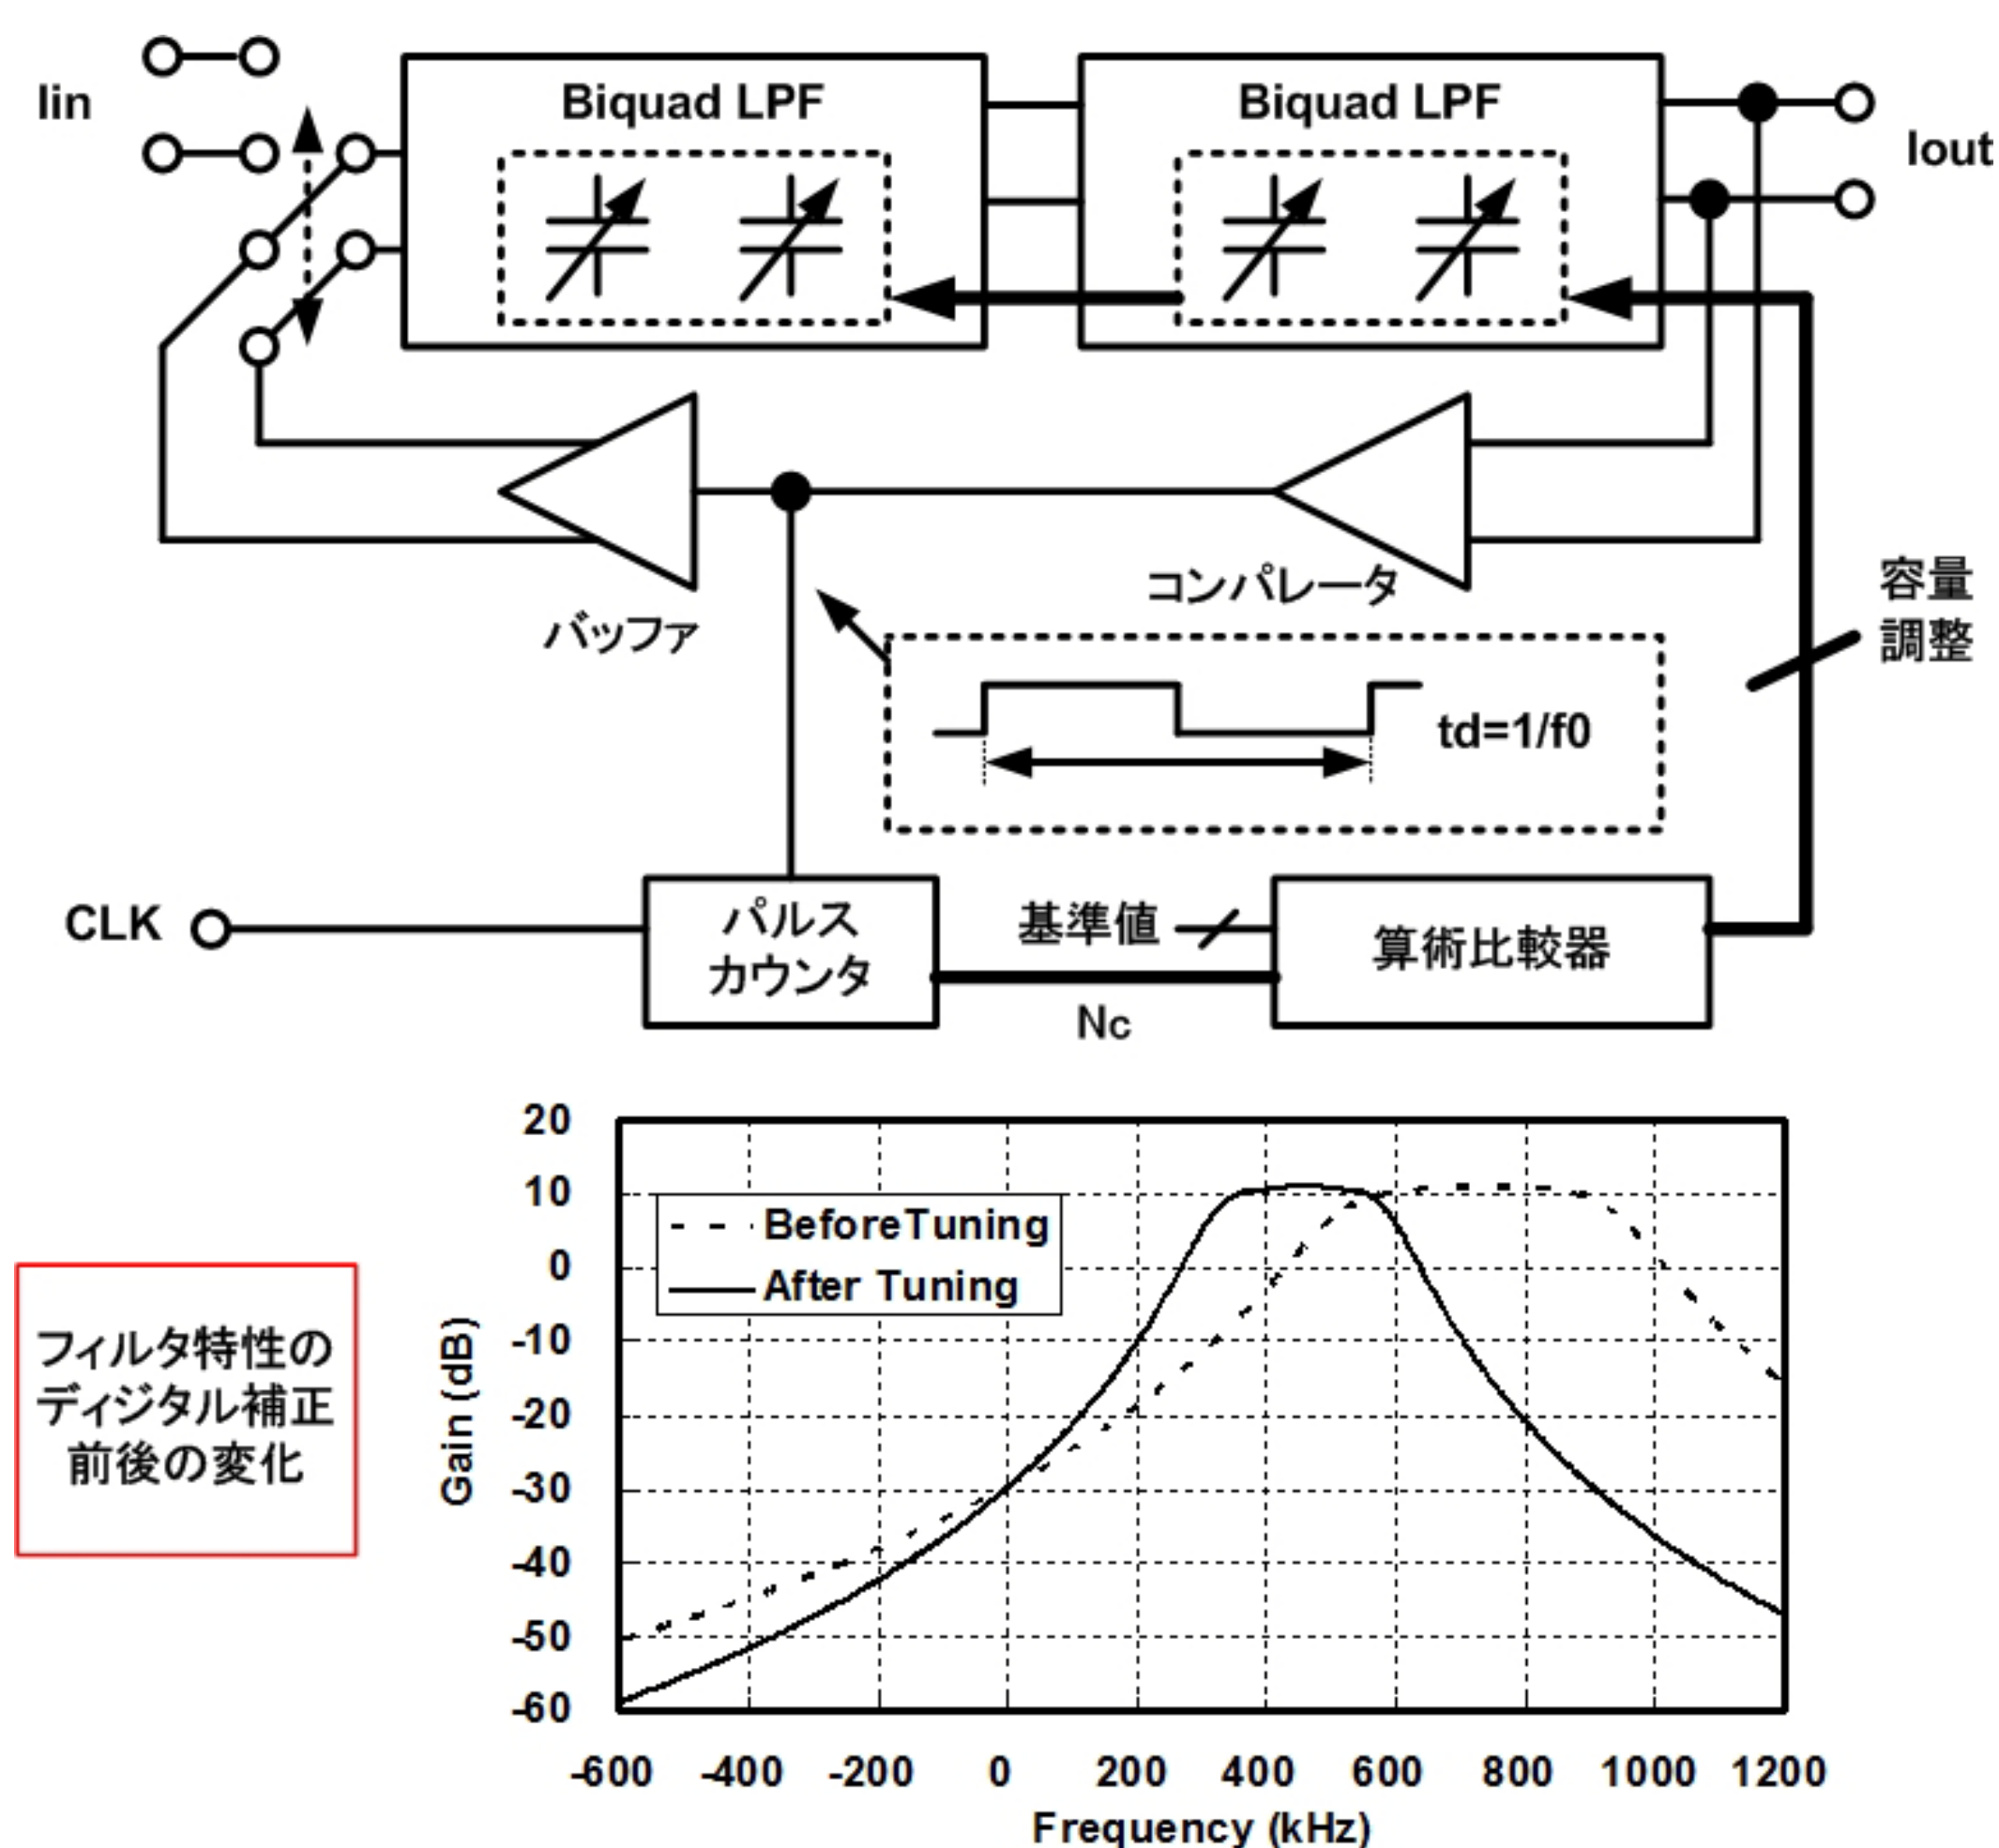 Iin
Biquad LPF
Biquad LPF
Iout
バッファ
コンパレータ
容量
調整
td=1/f0
CLK
パルス
カウンタ
基準値
Nc
算術比較器
フィルタ特性の
ディジタル補正
前後の変化
20
10
0
-10
-20
-30
-40
-50
-60
Gain (dB)
Before Tuning
After Tuning
-600 -400 -200 0 200 400 600 800 1000 1200
Frequency (kHz)